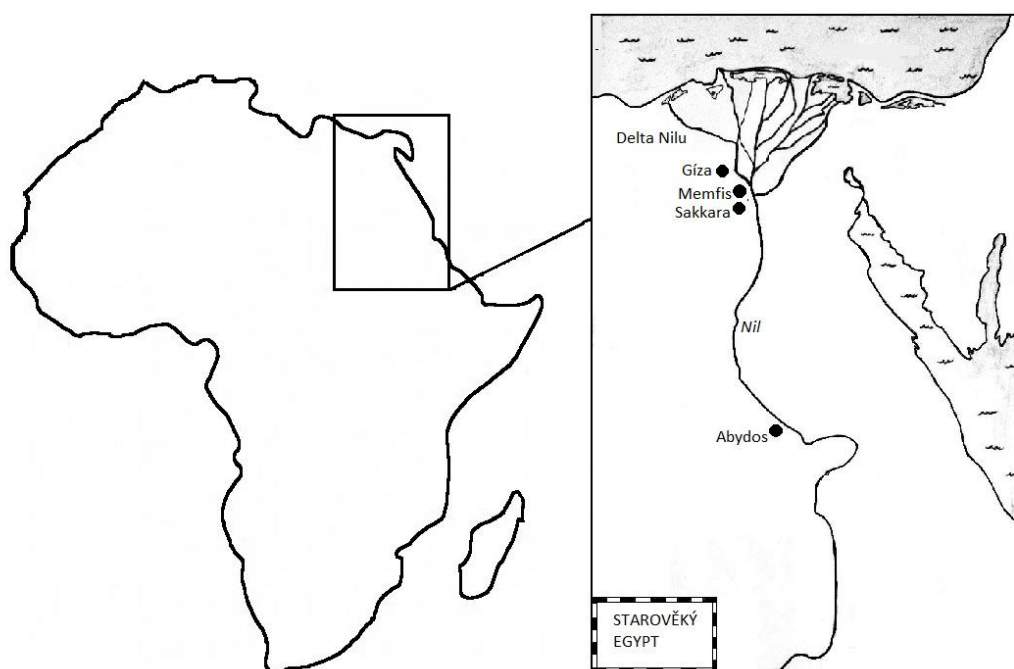 Delta Nilu
Gíza
Memfis
Sakkara
Nil
Abydos
STAROVĚKÝ
EGYPT